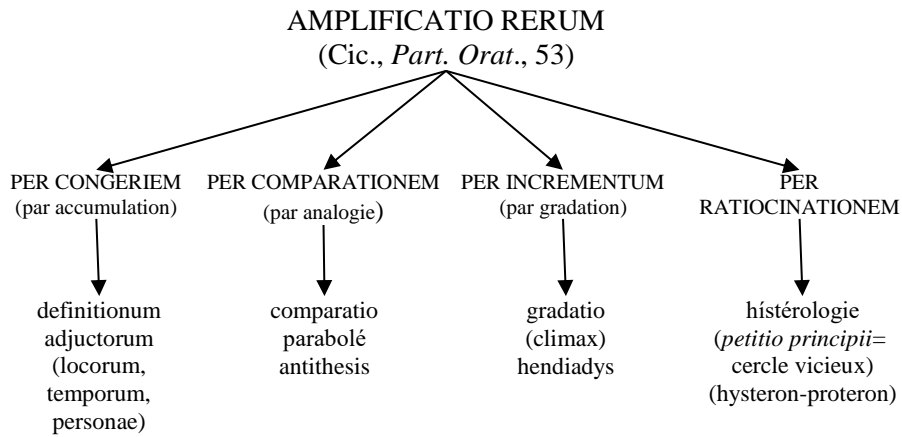 AMPLIFICATIO RERUM
(Cic., Part. Orat., 53)
PER CONGERIEM
(par accumulation)
PER COMPARATIONEM
(par analogie)
PER INCREMENTUM
(par gradation)
PER
RATIOCINATIONEM
definitionum
adjuctorum
(locorum,
temporum,
personae)
comparatio
parabolé
antithesis
gradatio
(climax)
hendiadys
hístérologie
(petitio principii=
cercle vicieux)
(hysteron-proteron)